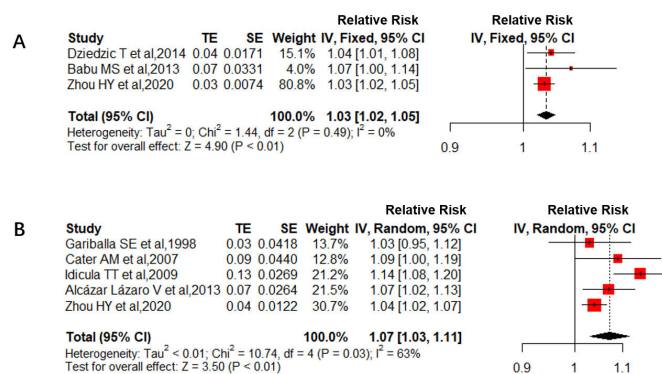 A
Relative Risk
Relative Risk
Study TE SE Weight IV, Fixed, 95% CI IV, Fixed, 95% CI
Dziedzic T et al,2014 0.04 0.0171 15.1% 1.04 [1.01, 1.08]
Babu MS et al,2013 0.07 0.0331 4.0% 1.07 [1.00, 1.14]
Zhou HY et,2020 0.03 0.0074 80.8% 1.03 [1.02, 1.05]
Total (95% CI) 100.0% 1.03 [1.02, 1.05]
Heterogeneity: Tau² = 0; Chi² = 1.44, df = 2 (P = 0.49); I² = 0%
Test for overall effect: Z = 4.90 (P < 0.01)
0.9 1 1.1
B
Relative Risk
Relative Risk
Study TE SE Weight IV, Random, 95% CI IV, Random, 95% CI
Gariballa SE et al,1998 0.03 0.0418 13.7% 1.03 [0.95, 1.12]
Cater AM et al,2007 0.09 0.0440 12.8% 1.09 [1.00, 1.19]
Idicula TT et al,2009 0.13 0.0269 21.2% 1.14 [1.08, 1.20]
Alcázar Lázaro V et al,2013 0.07 0.0264 21.5% 1.07 [1.02, 1.13]
Zhou HY et,2020 0.04 0.0122 30.7% 1.04 [1.02, 1.07]
Total (95% CI) 100.0% 1.07 [1.03, 1.11]
Heterogeneity: Tau² < 0.01; Chi² = 10.74, df = 4 (P = 0.03); I² = 63%
Test for overall effect: Z = 3.50 (P < 0.01)
0.9 1 1.1